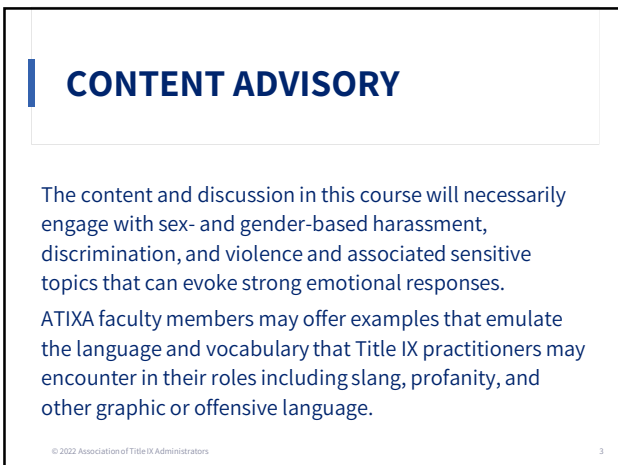 CONTENT ADVISORY
The content and discussion in this course will necessarily
engage with sex- and gender-based harassment,
discrimination, and violence and associated sensitive
topics that can evoke strong emotional responses.
ATIXA faculty members may offer examples that emulate
the language and vocabulary that Title IX practitioners may
encounter in their roles including slang, profanity, and
other graphic or offensive language.
© 2022 Association of Title IX Administrators
3